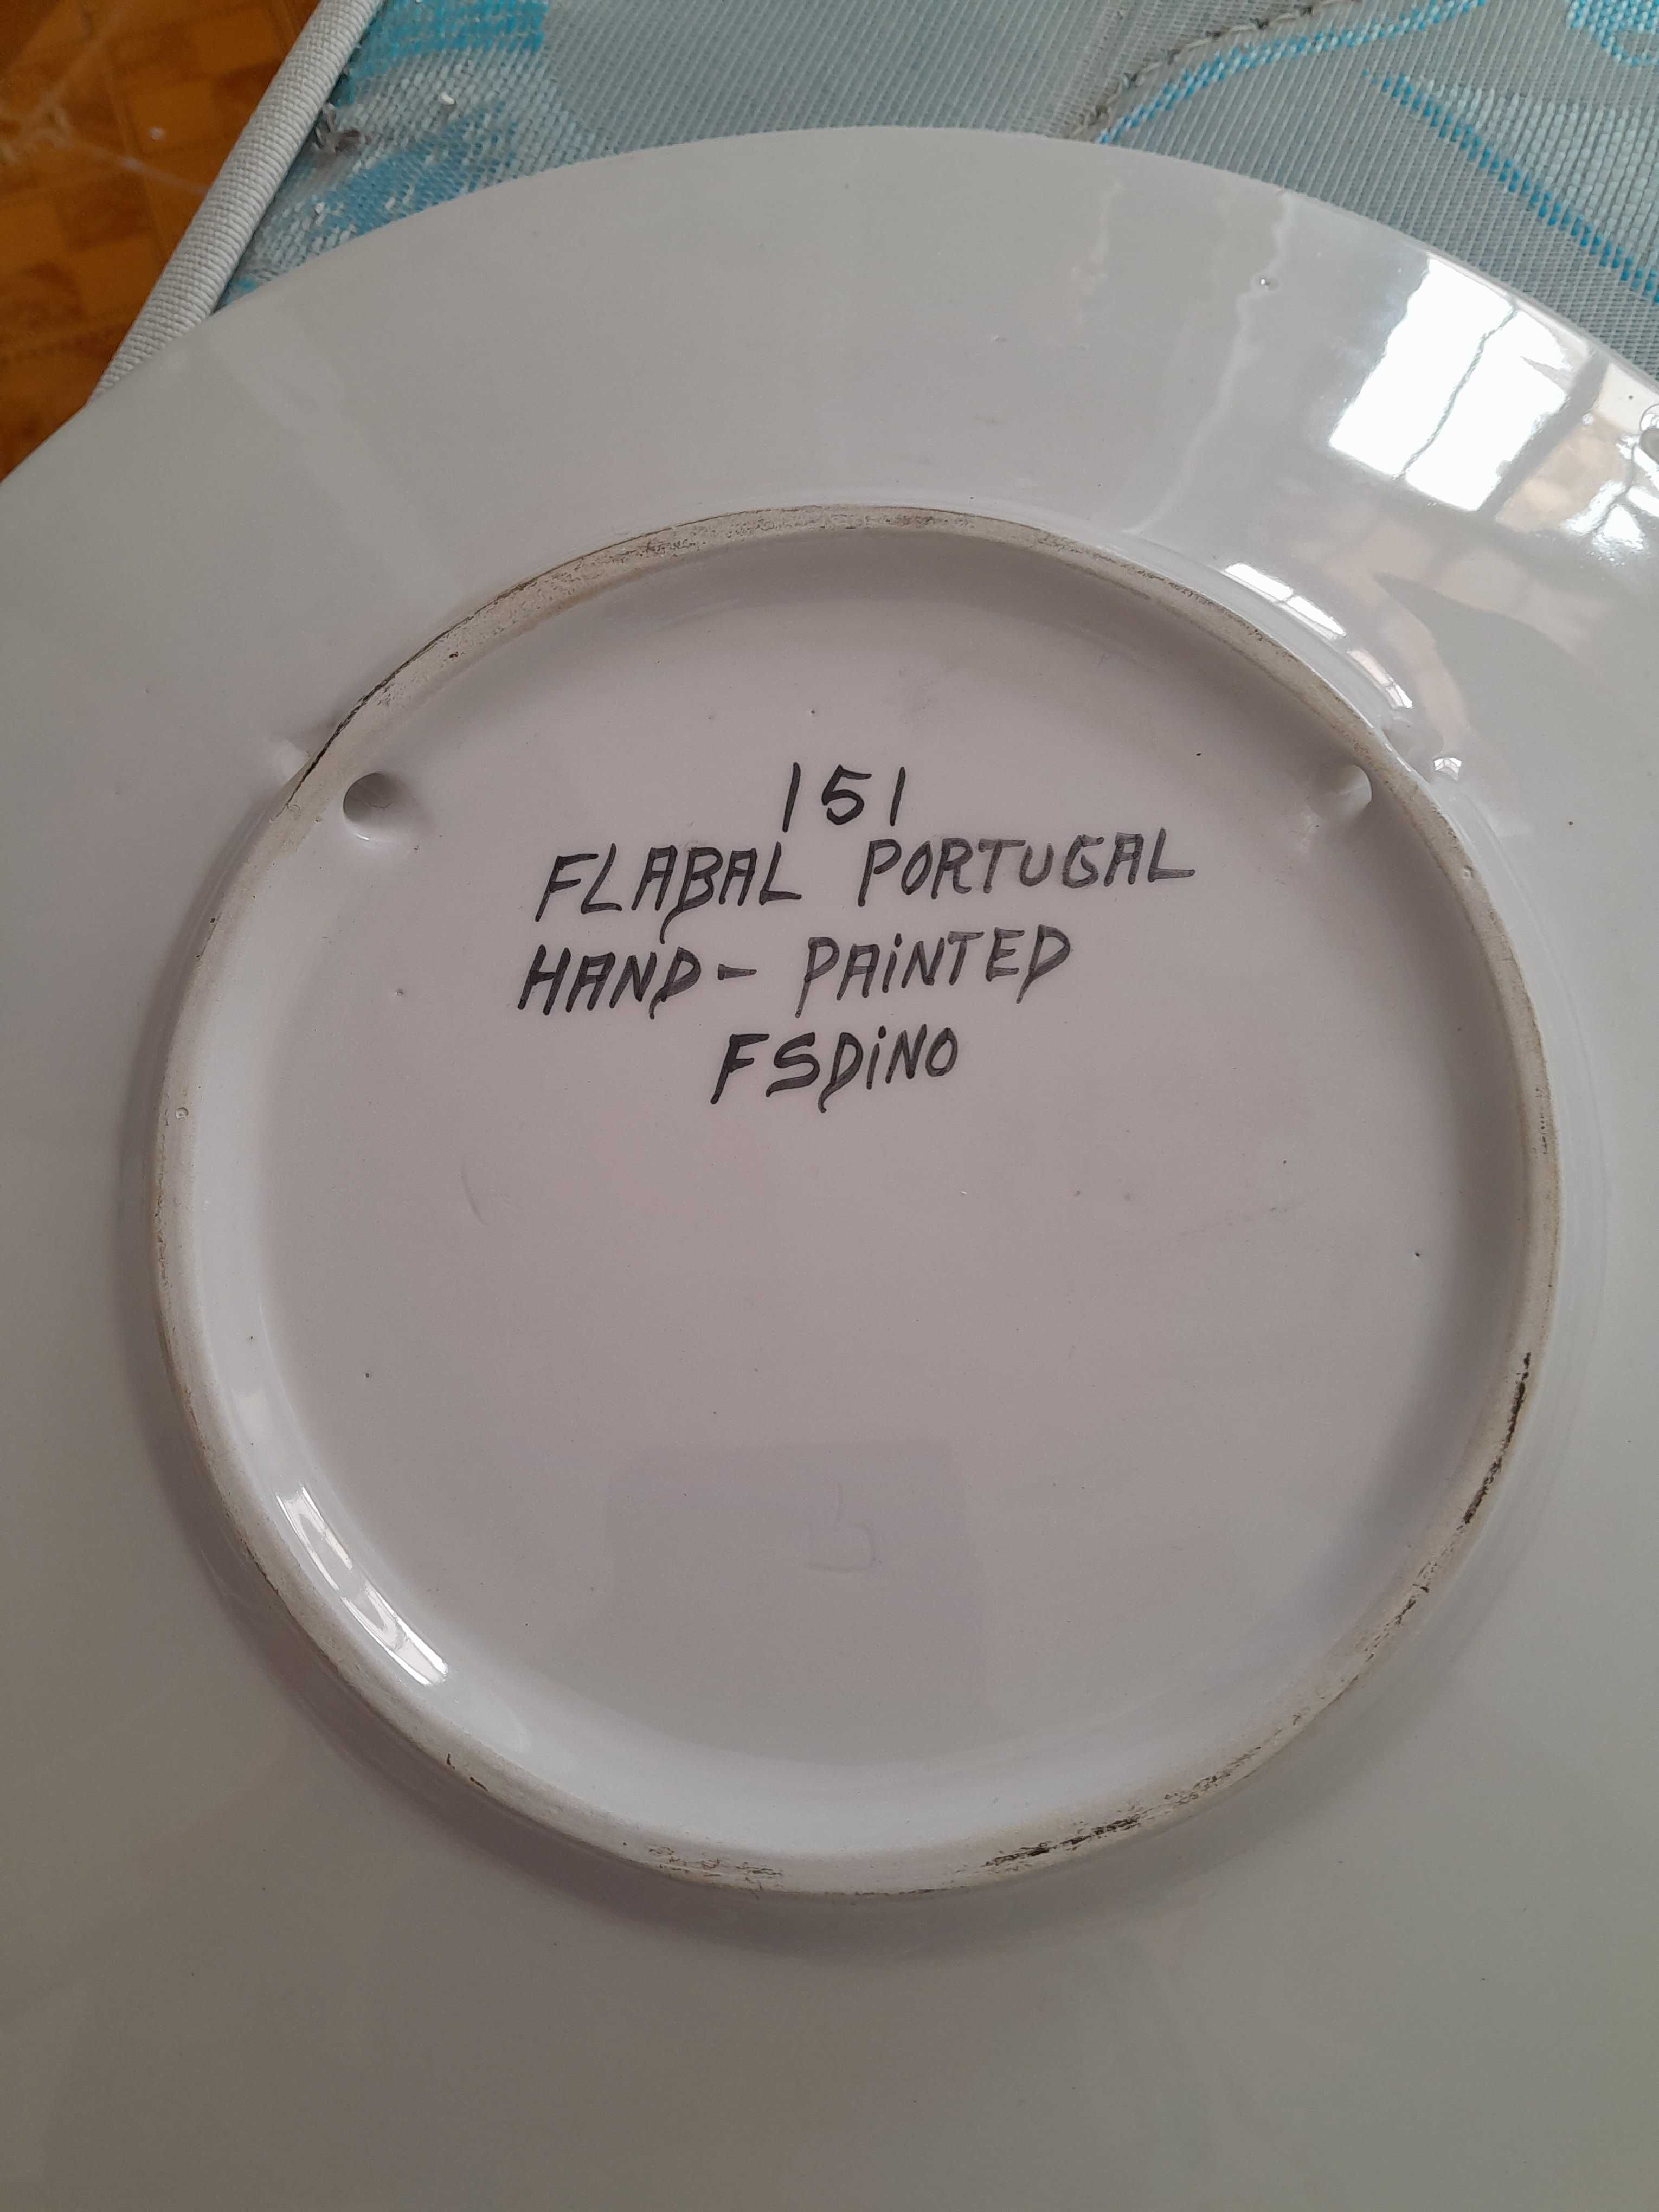 151
FLABAL PORTUGAL
HAND- PAiNTED
FSDiNO